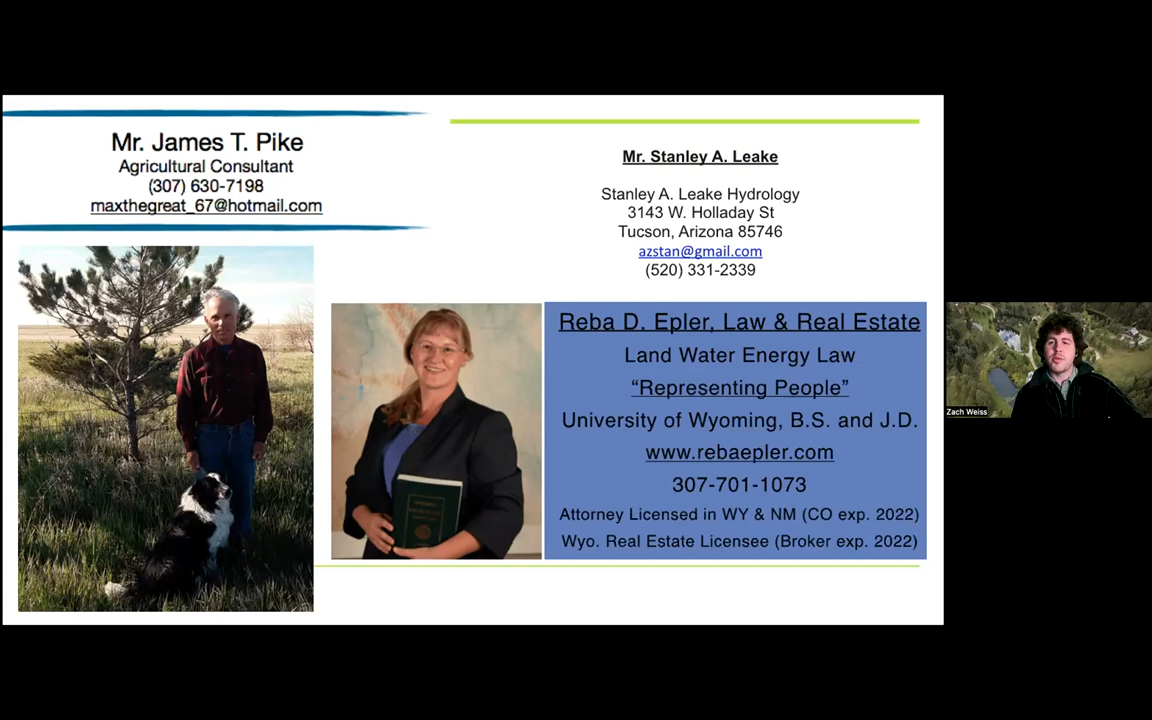 Mr. James T. Pike
Agricultural Consultant
(307) 630-7198
maxthegreat_67@hotmail.com
Mr. Stanley A. Leake
Stanley A. Leake Hydrology
3143 W. Holladay St
Tucson, Arizona 85746
azstan@gmail.com
(520) 331-2339
Reba D. Epler, Law & Real Estate
Land Water Energy Law
“Representing People”
University of Wyoming, B.S. and J.D.
www.rebaepler.com
307-701-1073
Attorney Licensed in WY & NM (CO exp. 2022)
Wyo. Real Estate Licensee (Broker exp. 2022)
Zach Weiss